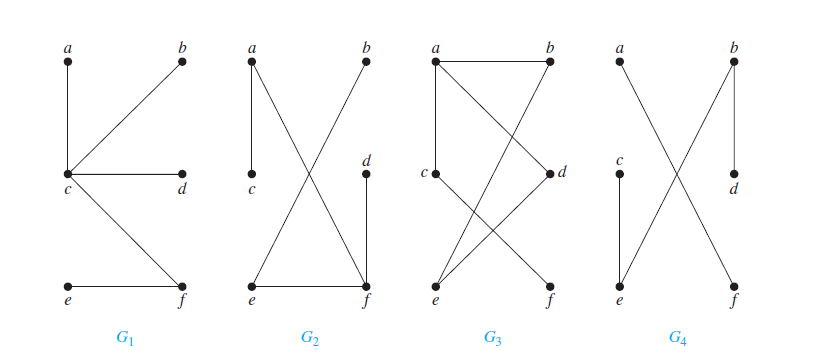 a b a b a b a b
d c
c d
c d c d
e f e f e f e f
G1 G2 G3 G4